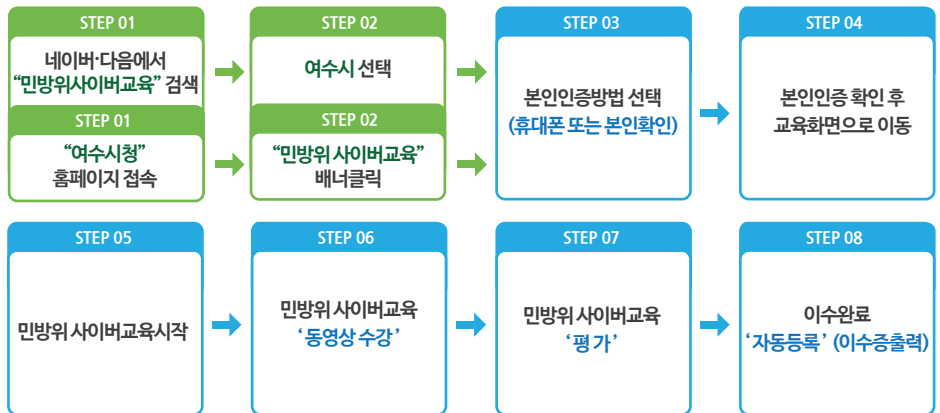 STEP 01
네이버·다음에서
“민방위사이버교육” 검색
STEP 01
“여수시청”
홈페이지 접속
STEP 02
여수시 선택
STEP 02
“민방위 사이버교육”
배너클릭
STEP 03
본인인증방법 선택
(휴대폰 또는 본인확인)
STEP 04
본인인증 확인 후
교육화면으로 이동
STEP 05
민방위 사이버교육시작
STEP 06
민방위 사이버교육
‘동영상 수강’
STEP 07
민방위 사이버교육
‘평 가’
STEP 08
이수완료
‘자동등록’ (이수증출력)